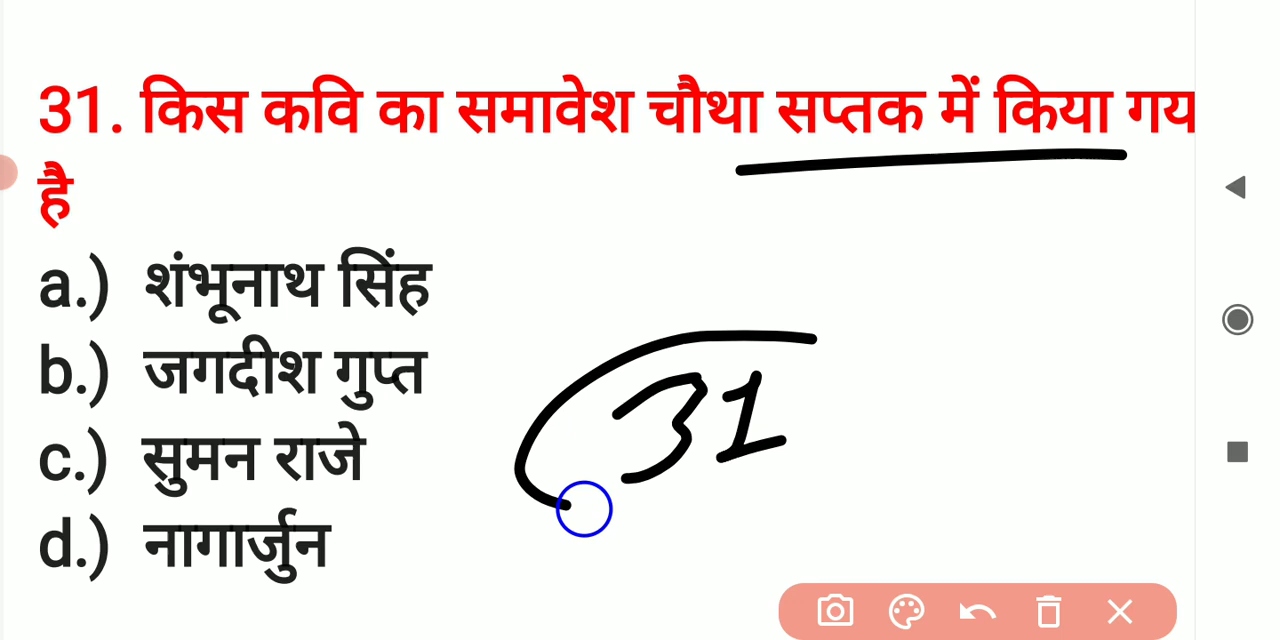 31. किस कवि का समावेश चौथा सप्तक में किया गय
है
a.) शंभूनाथ सिंह
b.) जगदीश गुप्त
31
c.) सुमन राजे
d.) नागार्जुन